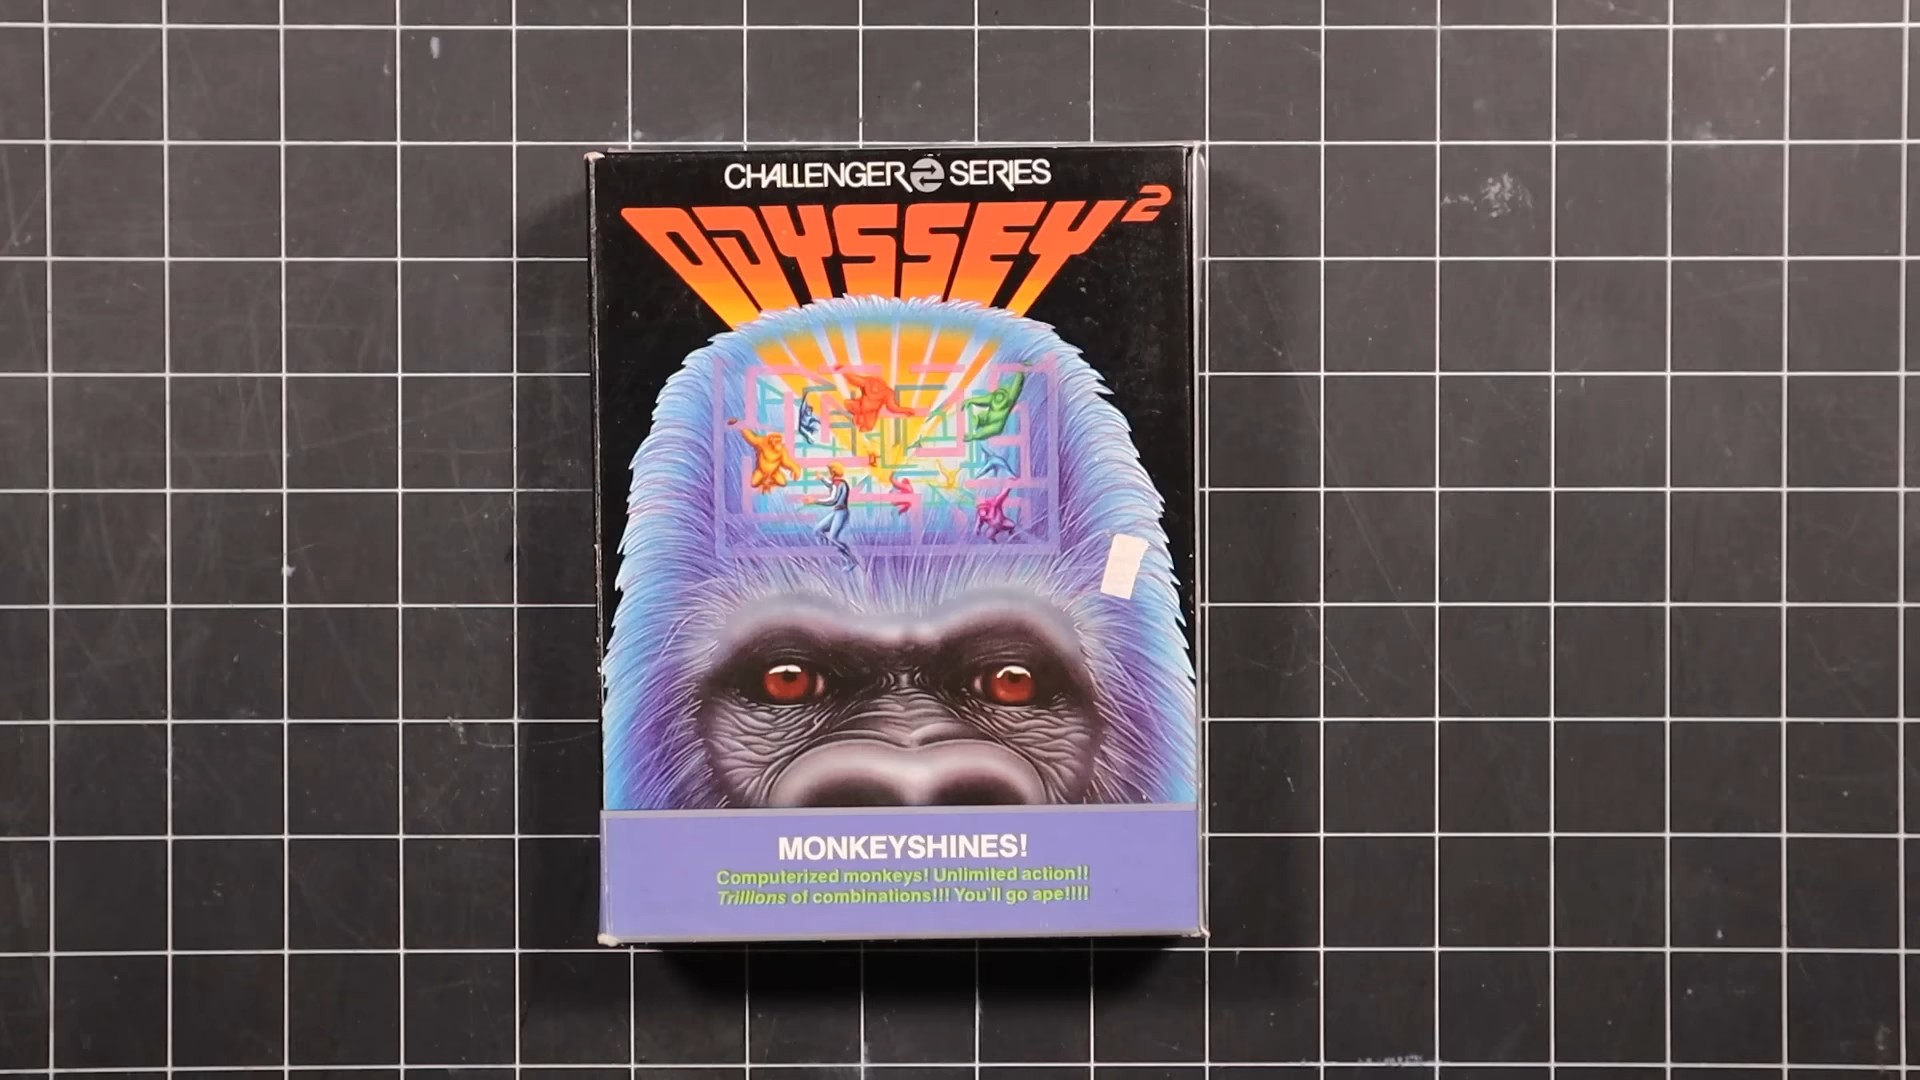 CHALLENGER SERIES
ODYSSEY²
MONKEYSHINES!
Computerized monkeys! Unlimited action!!
Trillions of combinations!!! You'll go ape!!!!